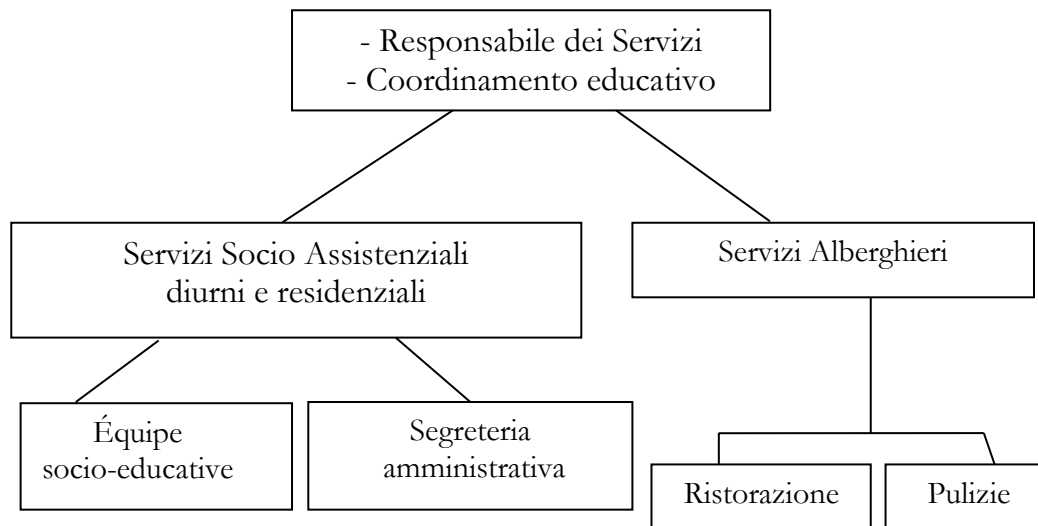 - Responsabile dei Servizi
- Coordinamento educativo
Servizi Socio Assistenziali
diurni e residenziali
Servizi Alberghieri
Équipe
socio-educative
Segreteria
amministrativa
Ristorazione
Pulizie